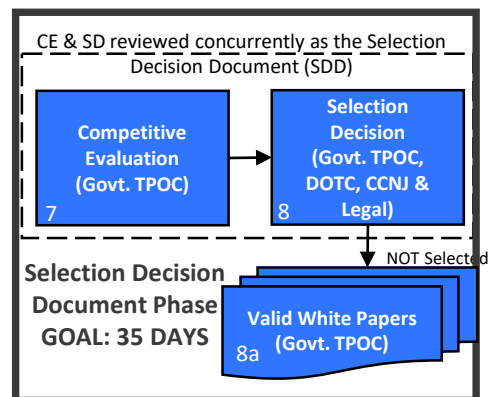 CE & SD reviewed concurrently as the Selection
Decision Document (SDD)
Competitive
Evaluation
(Govt. TPOC)
7
Selection
Decision
(Govt. TPOC,
DOTC, CCNJ &
Legal)
8
NOT Selected
Selection Decision
Document Phase
GOAL: 35 DAYS
Valid White Papers
(Govt. TPOC)
8a